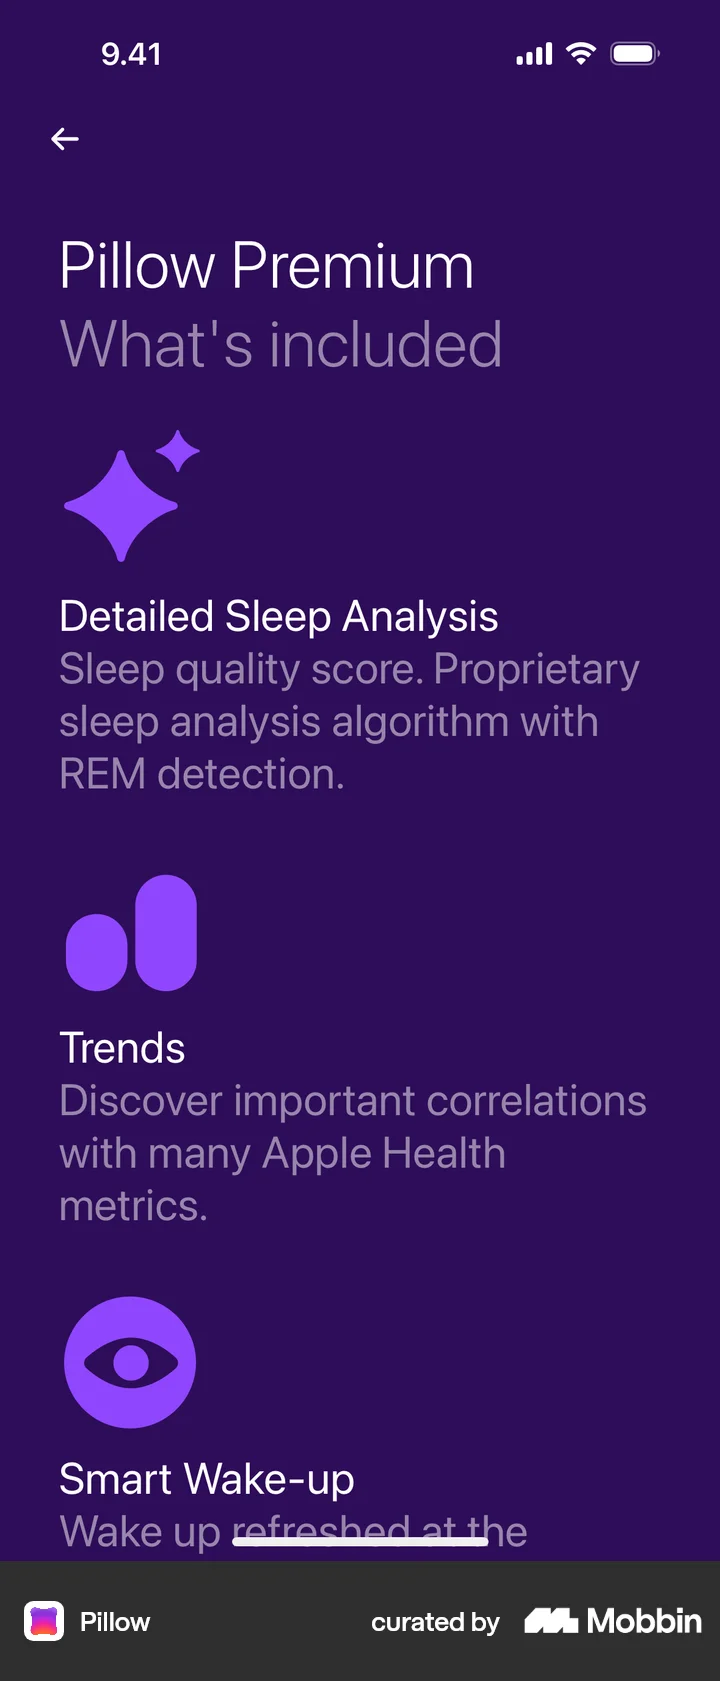 9.41
Pillow Premium
What's included
Detailed Sleep Analysis
Sleep quality score. Proprietary
sleep analysis algorithm with
REM detection.
Trends
Discover important correlations
with many Apple Health
metrics.
Smart Wake-up
Wake up refreshed at the
Pillow
curated by Mobbin